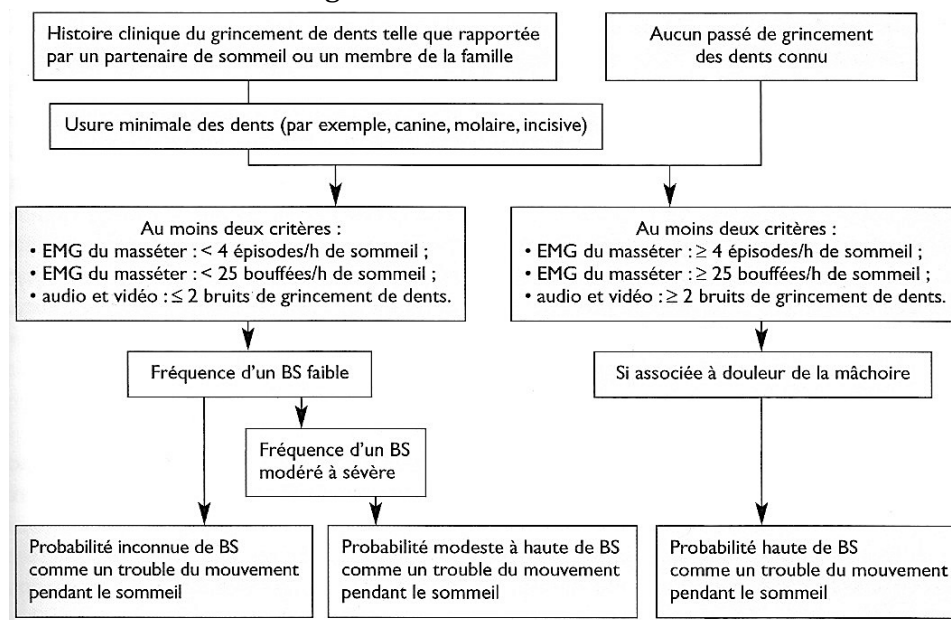 Histoire clinique du grincement de dents telle que rapportée
par un partenaire de sommeil ou un membre de la famille
Aucun passé de grincement
des dents connu
Usure minimale des dents (par exemple, canine, molaire, incisive)
Au moins deux critères :
• EMG du masséter : < 4 épisodes/h de sommeil ;
• EMG du masséter : < 25 bouffées/h de sommeil ;
• audio et vidéo : ≤ 2 bruits de grincement de dents.
Au moins deux critères :
• EMG du masséter : ≥ 4 épisodes/h de sommeil ;
• EMG du masséter : ≥ 25 bouffées/h de sommeil ;
• audio et vidéo : ≥ 2 bruits de grincement de dents.
Fréquence d'un BS faible
Si associée à douleur de la mâchoire
Fréquence d'un BS
modéré à sévère
Probabilité inconnue de BS
comme un trouble du mouvement
pendant le sommeil
Probabilité modeste à haute de BS
comme un trouble du mouvement
pendant le sommeil
Probabilité haute de BS
comme un trouble du mouvement
pendant le sommeil